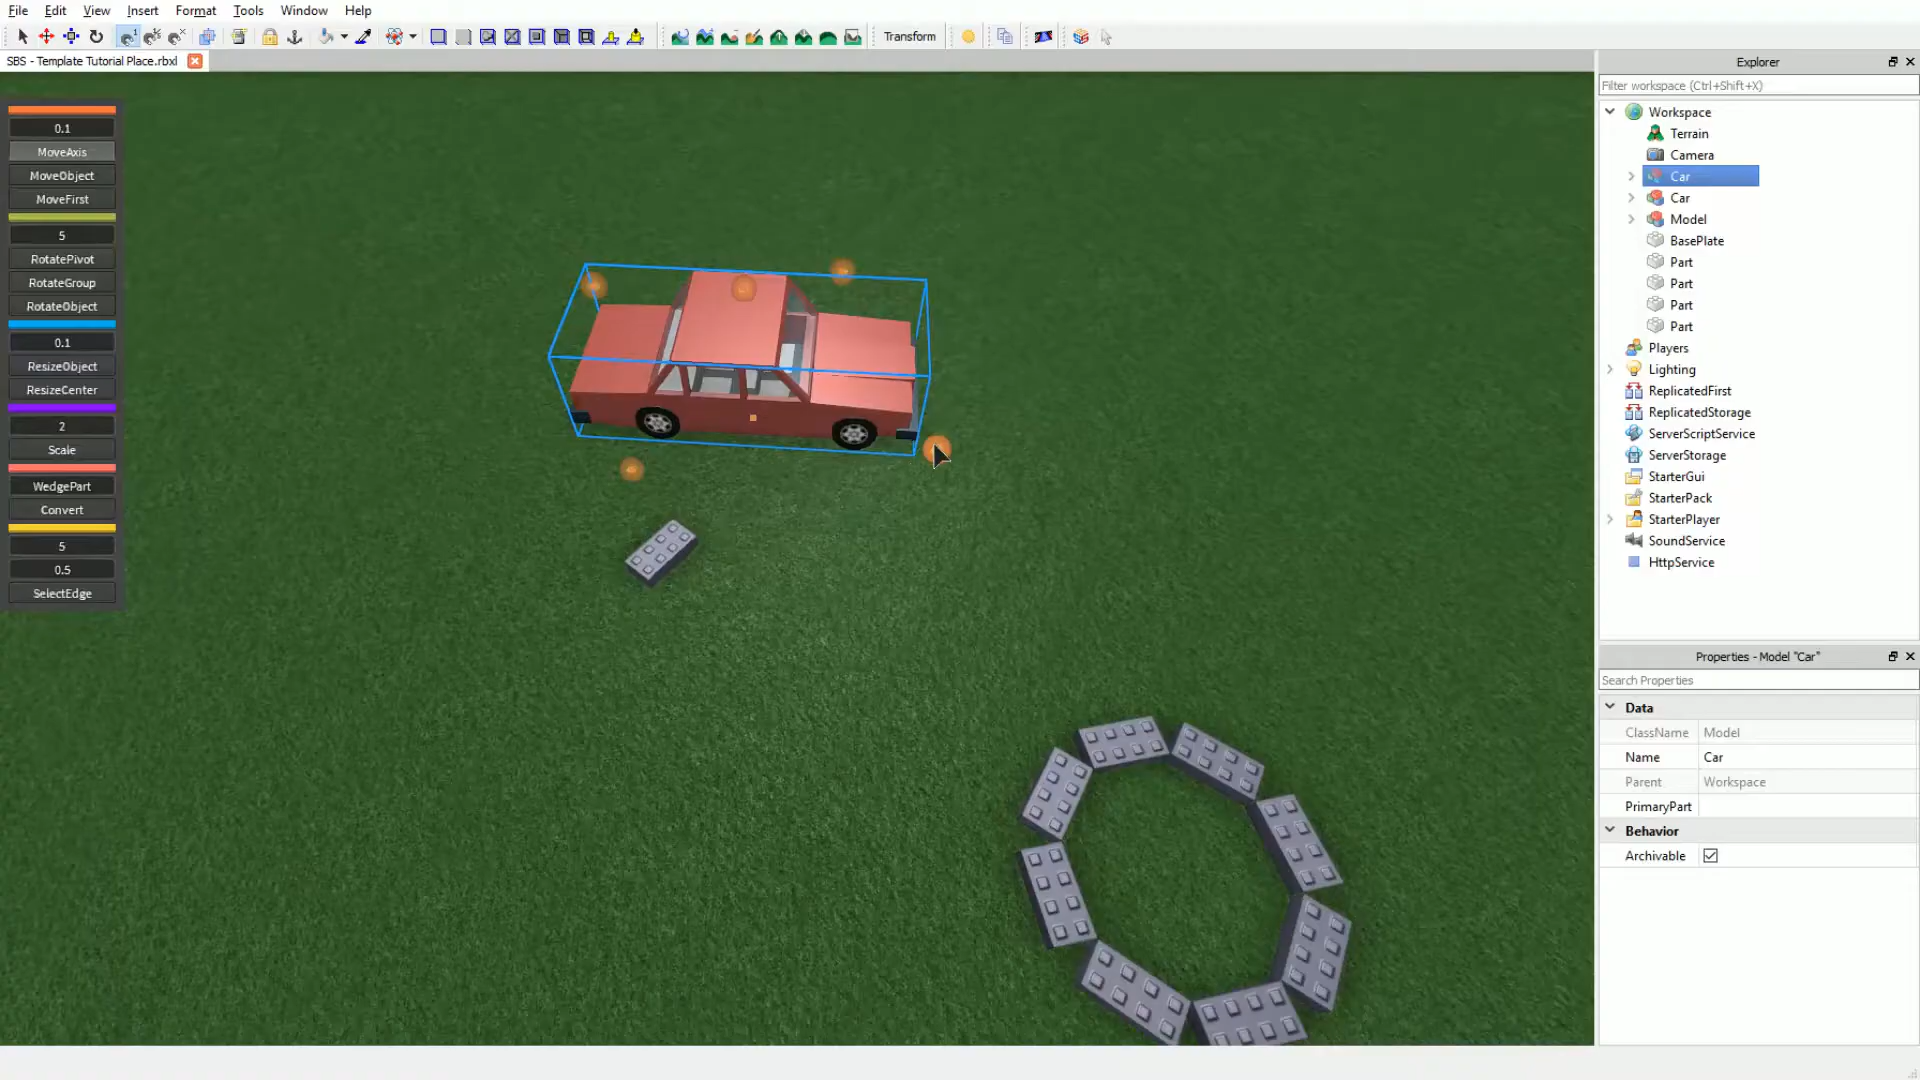 File Edit View Insert Format Tools Window Help
Transform
SBS - Template Tutorial Place.rbxl
0.1
MoveAxis
MoveObject
MoveFirst
5
RotatePivot
RotateGroup
RotateObject
0.1
ResizeObject
ResizeCenter
2
Scale
WedgePart
Convert
5
0.5
SelectEdge
Explorer
Filter workspace (Ctrl+Shift+X)
Workspace
Terrain
Camera
Car
Car
Model
BasePlate
Part
Part
Part
Part
Players
Lighting
ReplicatedFirst
ReplicatedStorage
ServerScriptService
ServerStorage
StarterGui
StarterPack
StarterPlayer
SoundService
HttpService
Properties - Model "Car"
Search Properties
Data
ClassName Model
Name Car
Parent Workspace
PrimaryPart
Behavior
Archivable